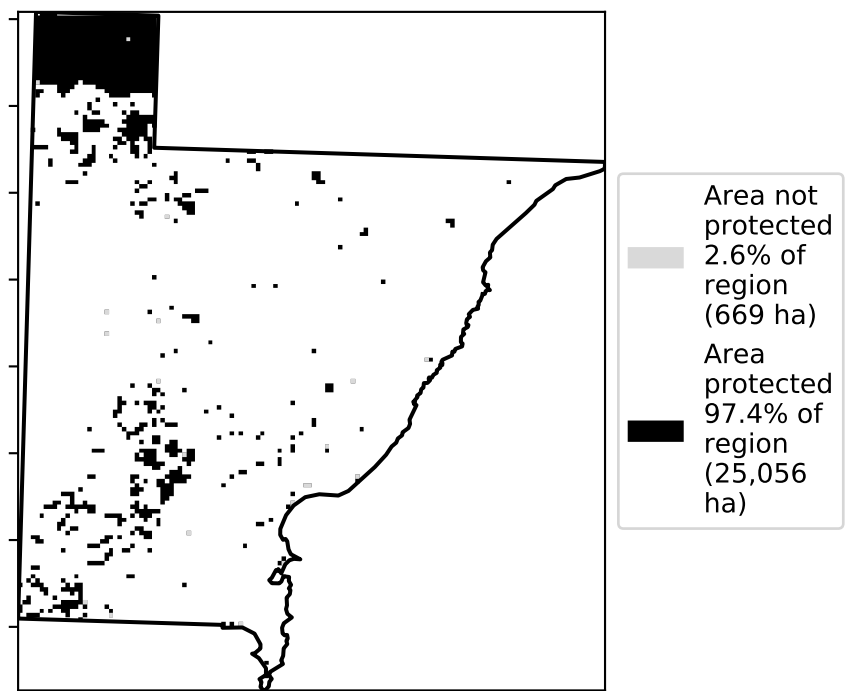 Area not
protected
2.6% of
region
(669 ha)
Area
protected
97.4% of
region
(25,056
ha)